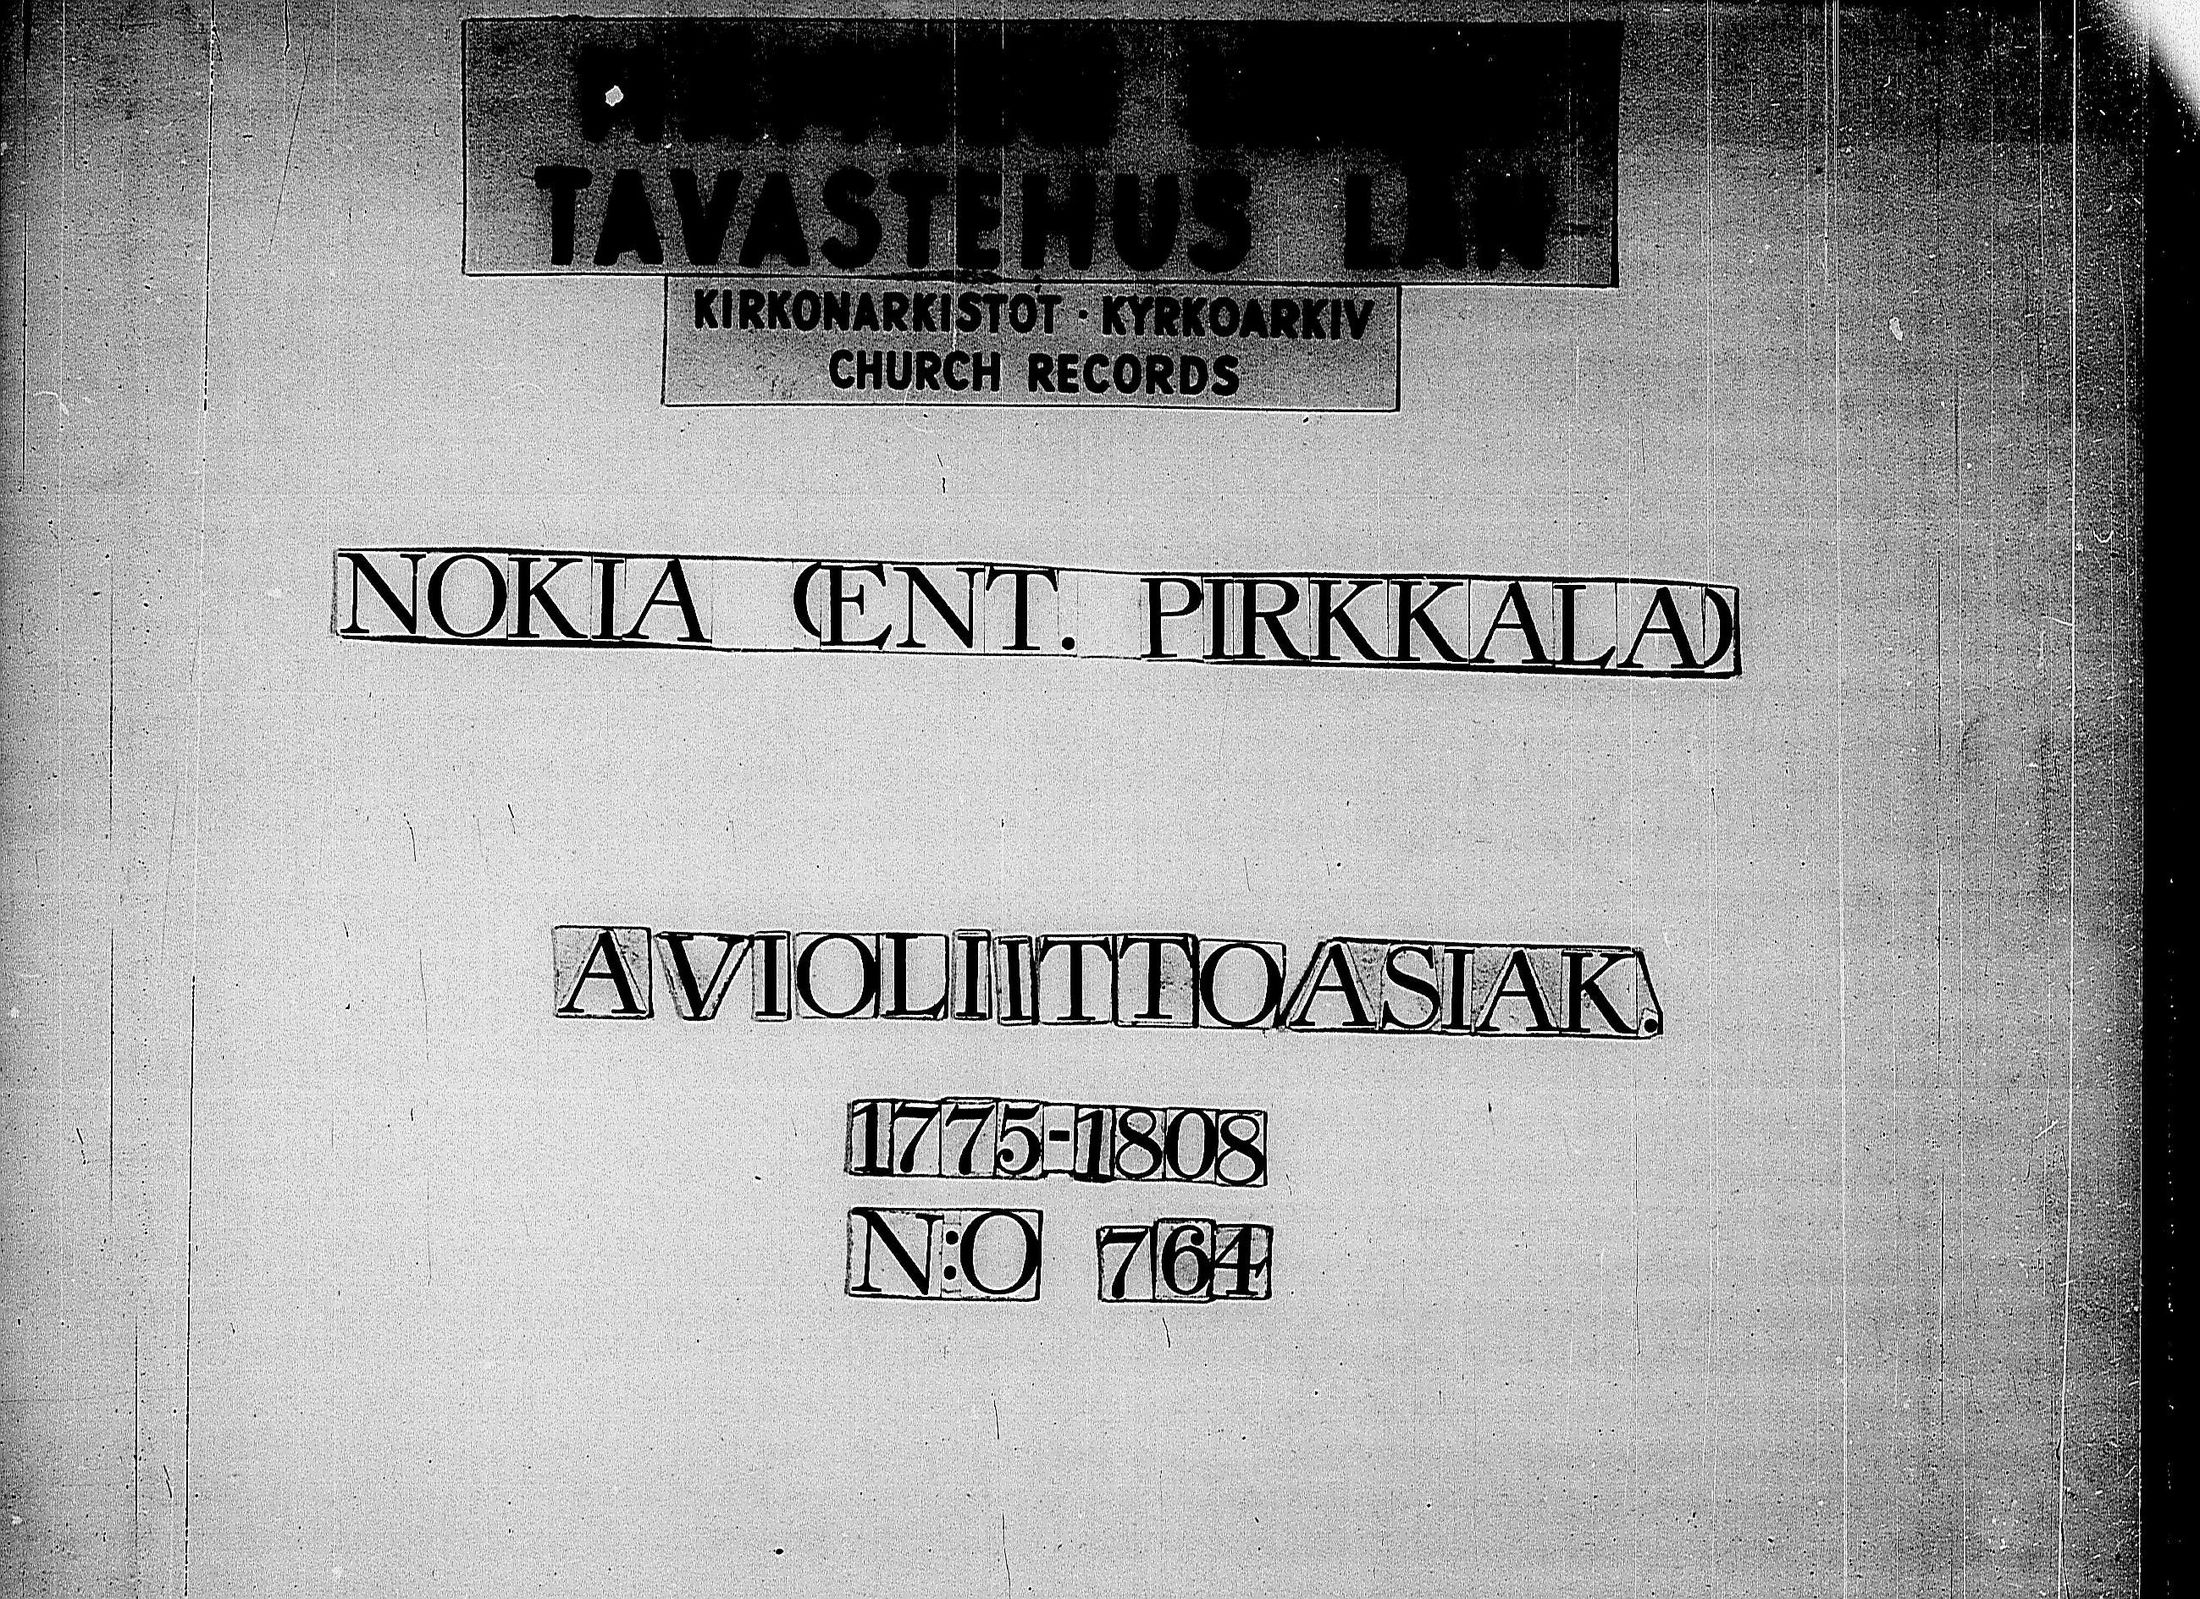 TAVASTEHUS LÄN
KIRKONARKISTOT · KYRKOARKIV
CHURCH RECORDS
NOKIA (ENT. PIRKKALA)
AVIOLIITTOASIAK.
1775-1808
N:O 764